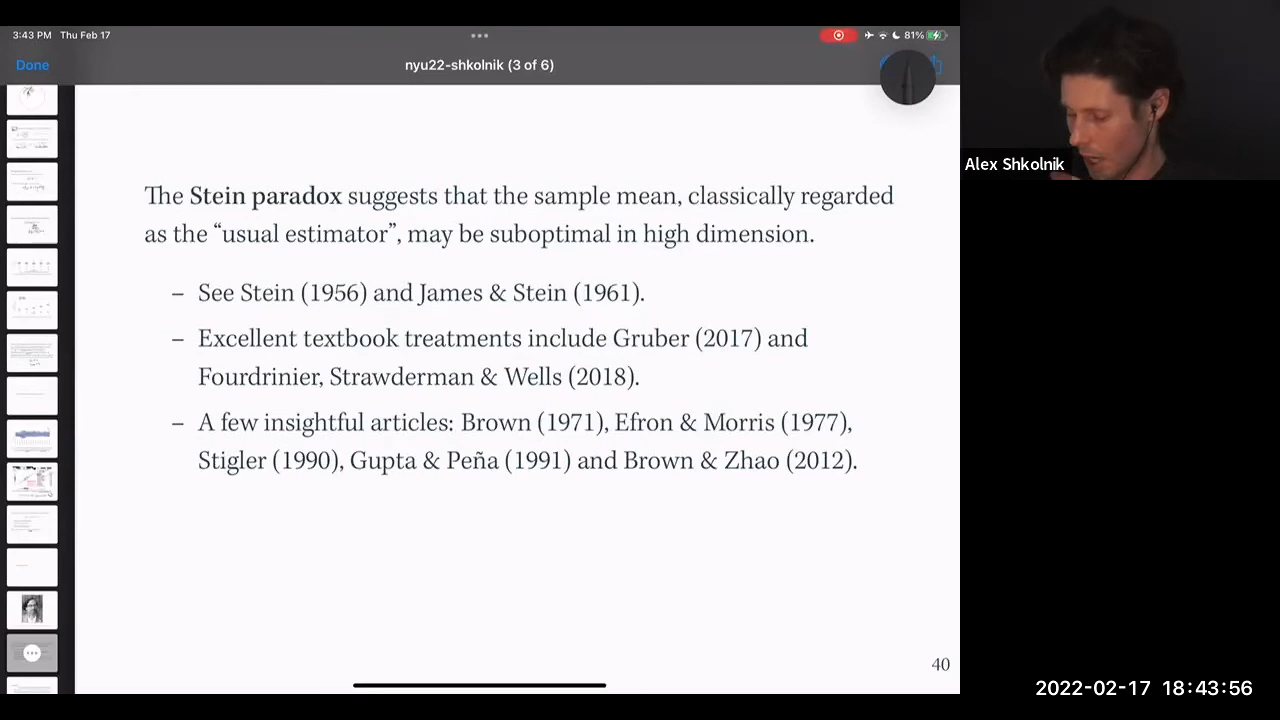 3:43 PM Thu Feb 17
81%
Done
nyu22-shkolnik (3 of 6)
The Stein paradox suggests that the sample mean, classically regarded
as the “usual estimator”, may be suboptimal in high dimension.
– See Stein (1956) and James & Stein (1961).
– Excellent textbook treatments include Gruber (2017) and
Fourdrinier, Strawderman & Wells (2018).
– A few insightful articles: Brown (1971), Efron & Morris (1977),
Stigler (1990), Gupta & Peña (1991) and Brown & Zhao (2012).
40
Alex Shkolnik
2022-02-17 18:43:56